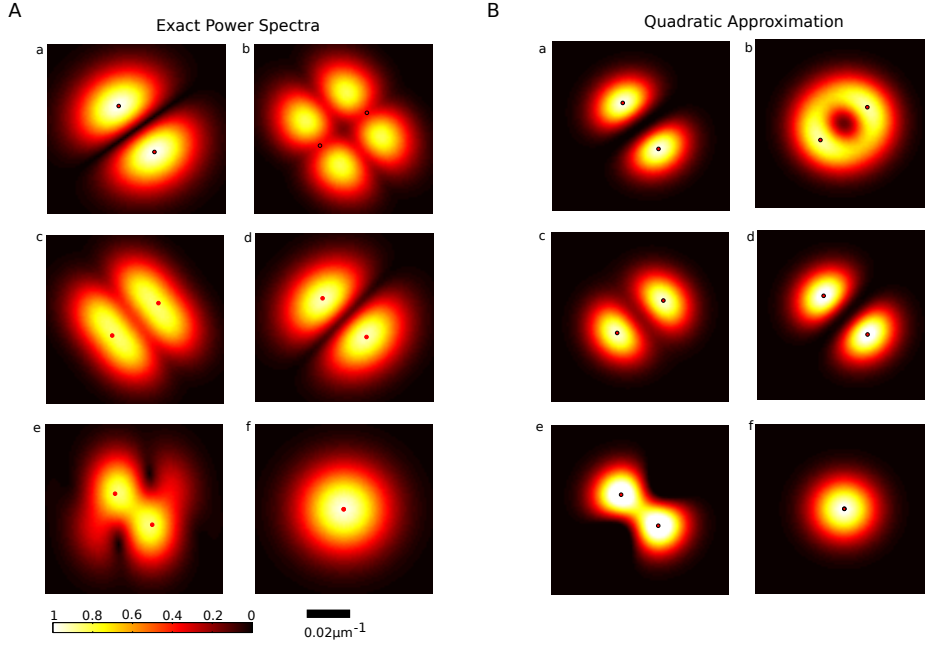 A
B
Exact Power Spectra
Quadratic Approximation
a
b
a
b
c
d
c
d
e
f
e
f
1 0.8 0.6 0.4 0.2 0
0.02µm-1